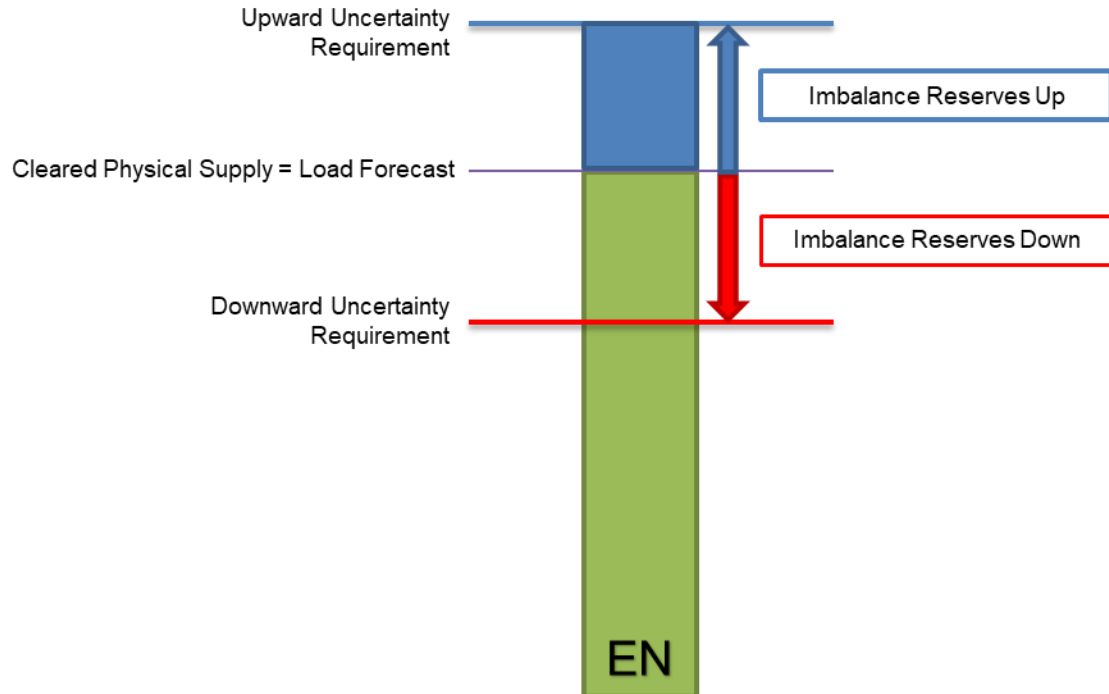 Upward Uncertainty
Requirement
Imbalance Reserves Up
Cleared Physical Supply = Load Forecast
Imbalance Reserves Down
Downward Uncertainty
Requirement
EN